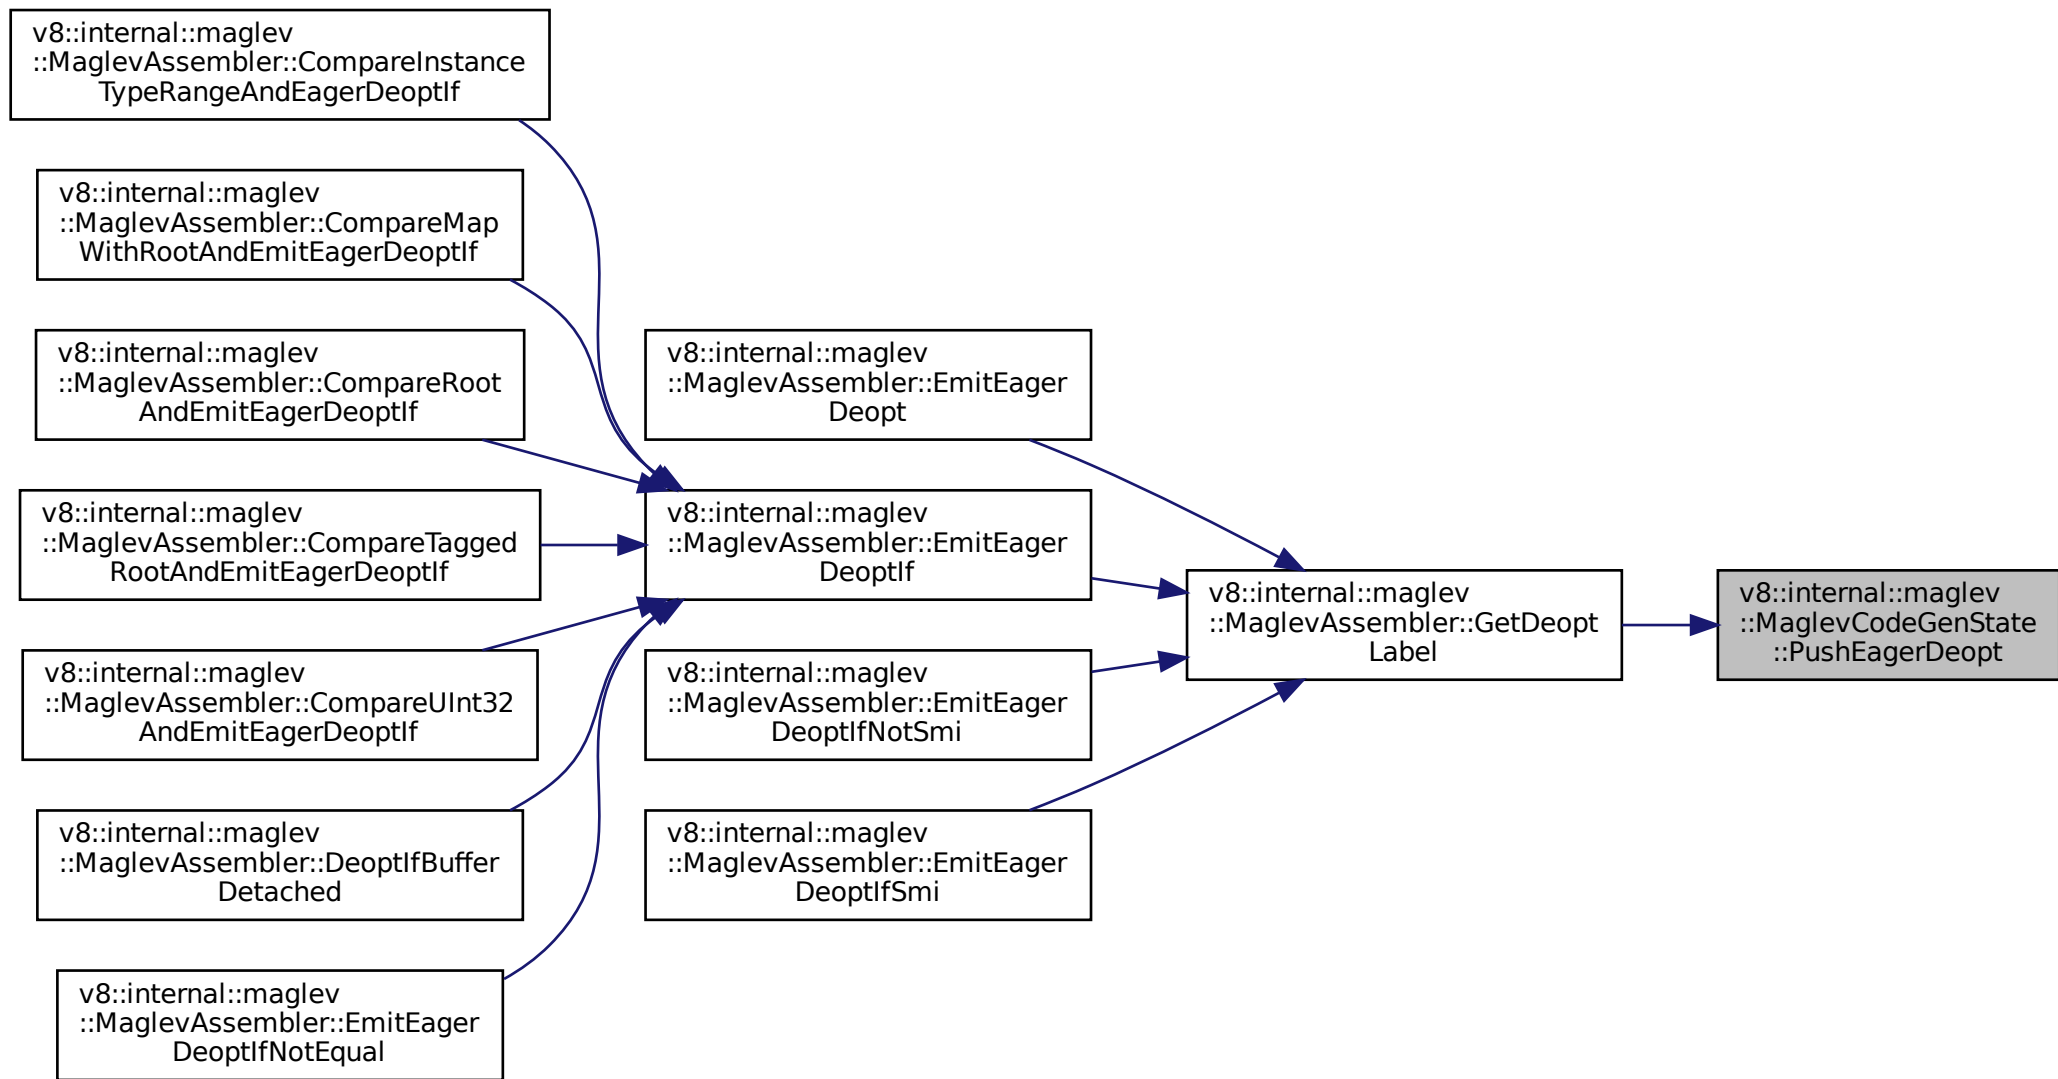 v8::internal::maglev
::MaglevAssembler::CompareInstance
TypeRangeAndEagerDeoptIf
v8::internal::maglev
::MaglevAssembler::CompareMap
WithRootAndEmitEagerDeoptIf
v8::internal::maglev
::MaglevAssembler::CompareRoot
AndEmitEagerDeoptIf
v8::internal::maglev
::MaglevAssembler::CompareTagged
RootAndEmitEagerDeoptIf
v8::internal::maglev
::MaglevAssembler::CompareUInt32
AndEmitEagerDeoptIf
v8::internal::maglev
::MaglevAssembler::DeoptIfBuffer
Detached
v8::internal::maglev
::MaglevAssembler::EmitEager
DeoptIfNotEqual
v8::internal::maglev
::MaglevAssembler::EmitEager
Deopt
v8::internal::maglev
::MaglevAssembler::EmitEager
DeoptIf
v8::internal::maglev
::MaglevAssembler::EmitEager
DeoptIfNotSmi
v8::internal::maglev
::MaglevAssembler::EmitEager
DeoptIfSmi
v8::internal::maglev
::MaglevAssembler::GetDeopt
Label
v8::internal::maglev
::MaglevCodeGenState
::PushEagerDeopt